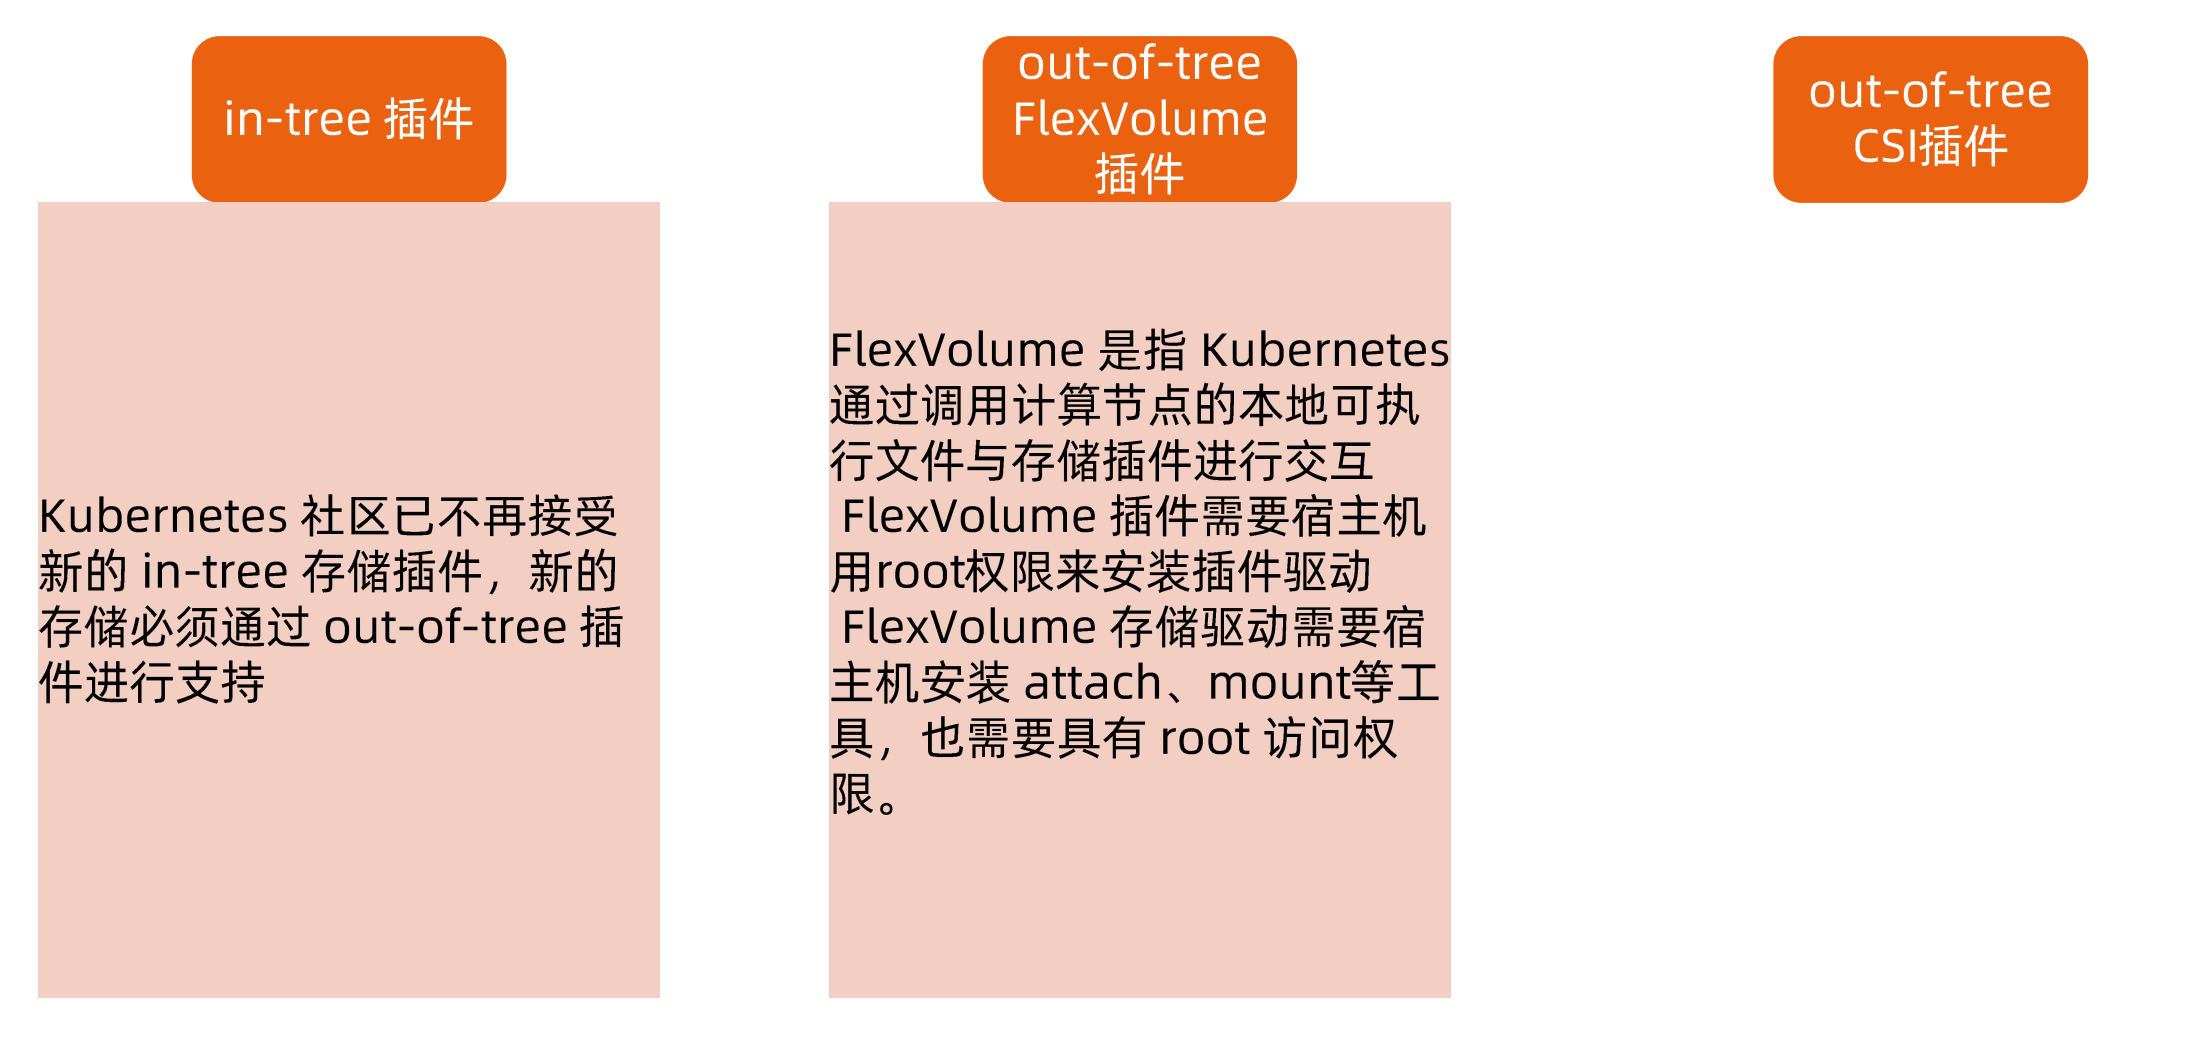 in-tree 插件
out-of-tree
FlexVolume
插件
out-of-tree
CSI插件
Kubernetes 社区已不再接受
新的 in-tree 存储插件，新的
存储必须通过 out-of-tree 插
件进行支持
FlexVolume 是指 Kubernetes
通过调用计算节点的本地可执
行文件与存储插件进行交互
FlexVolume 插件需要宿主机
用root权限来安装插件驱动
FlexVolume 存储驱动需要宿
主机安装 attach、mount等工
具，也需要具有 root 访问权
限。